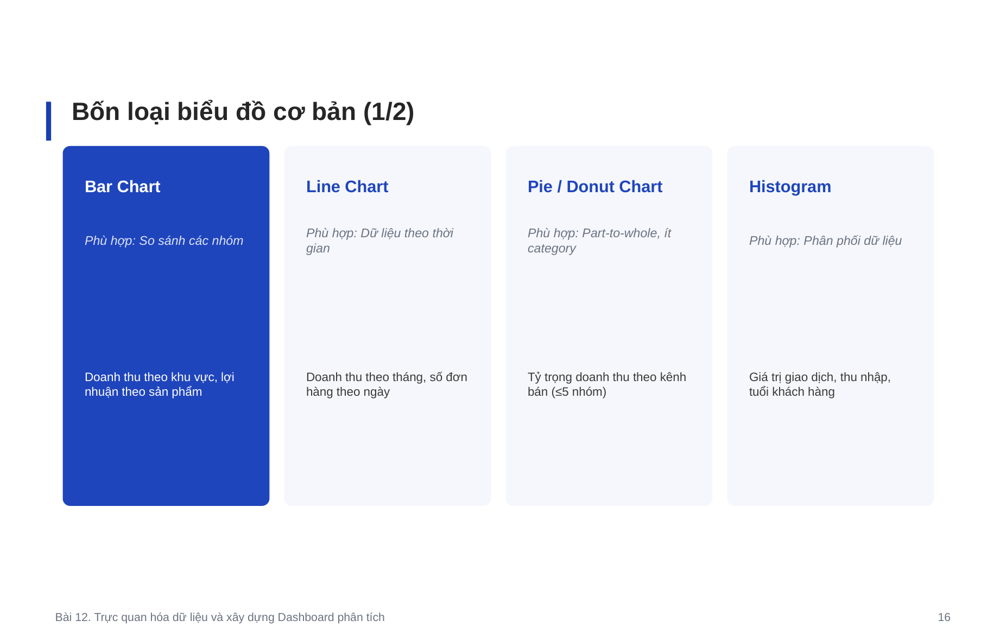 Bốn loại biểu đồ cơ bản (1/2)
Bar Chart
Phù hợp: So sánh các nhóm
Doanh thu theo khu vực, lợi
nhuận theo sản phẩm
Line Chart
Phù hợp: Dữ liệu theo thời
gian
Doanh thu theo tháng, số đơn
hàng theo ngày
Pie / Donut Chart
Phù hợp: Part-to-whole, ít
category
Tỷ trọng doanh thu theo kênh
bán (≤5 nhóm)
Histogram
Phù hợp: Phân phối dữ liệu
Giá trị giao dịch, thu nhập,
tuổi khách hàng
Bài 12. Trực quan hóa dữ liệu và xây dựng Dashboard phân tích
16